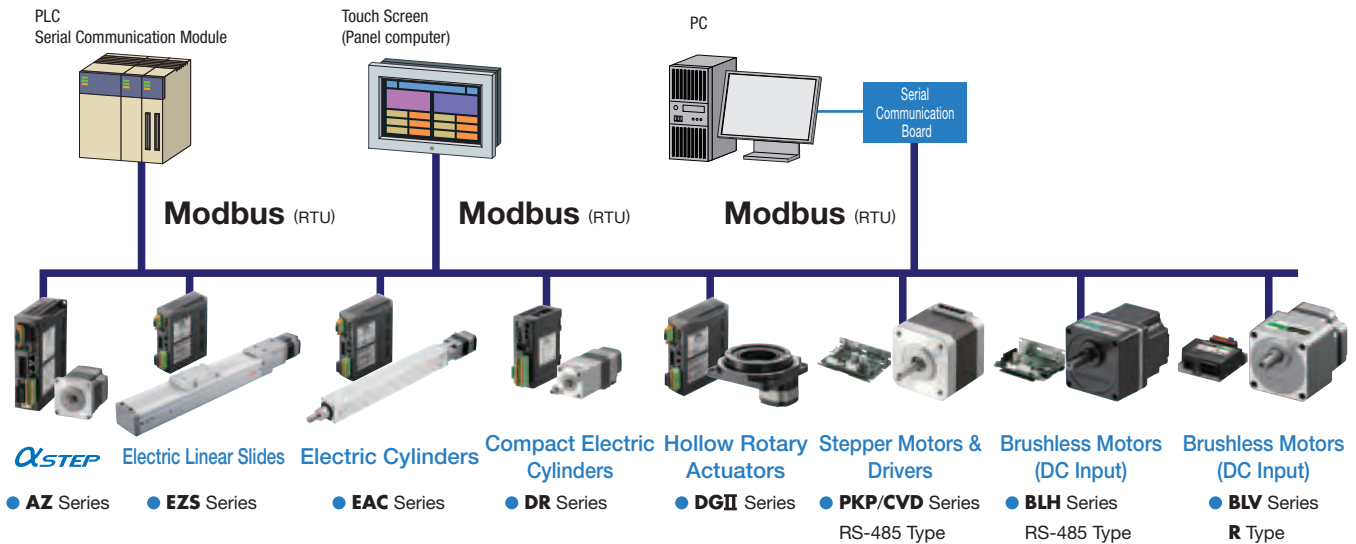 PLC
Serial Communication Module
Touch Screen
(Panel computer)
PC
Serial
Communication
Board
Modbus (RTU)
Modbus (RTU)
Modbus (RTU)
αSTEP
Electric Linear Slides
Electric Cylinders
Compact Electric
Cylinders
Hollow Rotary
Actuators
Stepper Motors &
Drivers
Brushless Motors
(DC Input)
Brushless Motors
(DC Input)
● AZ Series
● EZS Series
● EAC Series
● DR Series
● DGII Series
● PKP/CVD Series
RS-485 Type
● BLH Series
RS-485 Type
● BLV Series
R Type